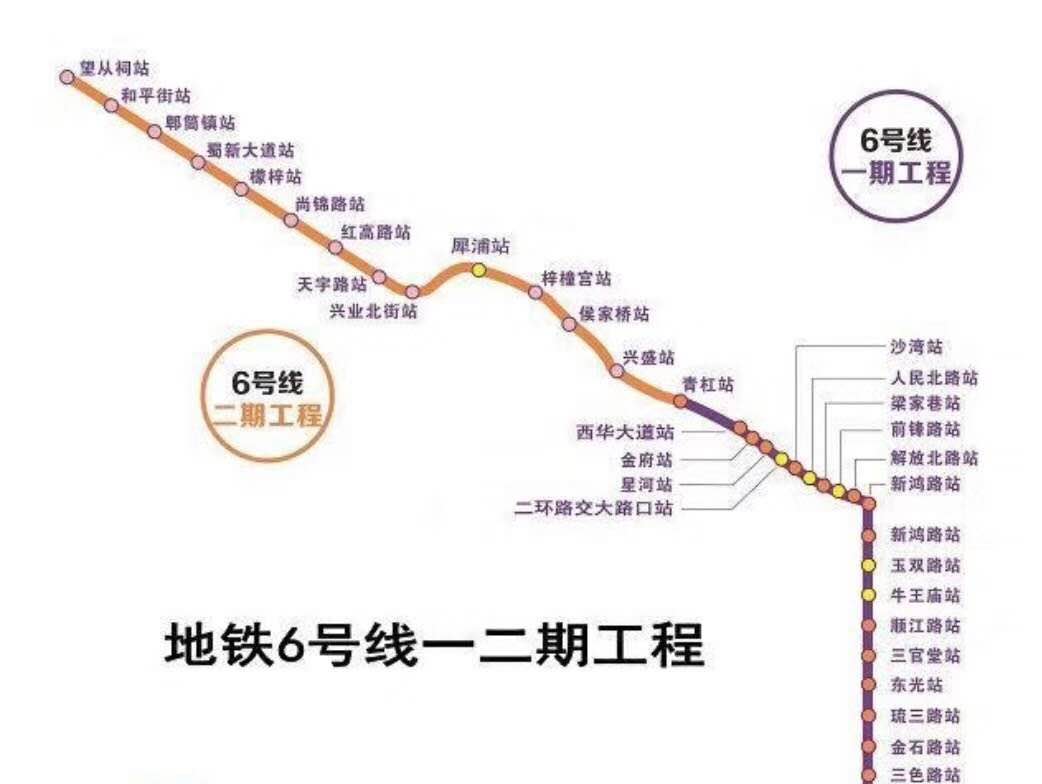 望从祠站
和平街站
郫筒镇站
蜀新大道站
檬梓站
尚锦路站
红高路站
天宇路站
兴业北街站
犀浦站
梓橦宫站
侯家桥站
兴盛站
青杠站
6号线
一期工程
6号线
二期工程
西华大道站
金府站
星河站
二环路交大路口站
沙湾站
人民北路站
梁家巷站
前锋路站
解放北路站
新鸿路站
新鸿路站
玉双路站
牛王庙站
顺江路站
三官堂站
东光站
琉三路站
金石路站
三色路站
地铁6号线一二期工程